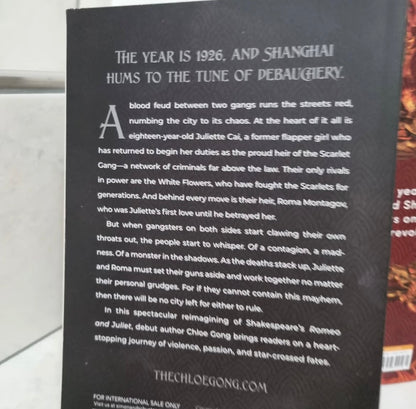 THE YEAR IS 1926, AND SHANGHAI
HUMS TO THE TUNE OF DEBAUCHERY.
A blood feud between two gangs runs the streets red,
numbing the city to its chaos. At the heart of it all is
eighteen-year-old Juliette Cai, a former flapper girl who
has returned to begin her duties as the proud heir of the Scarlet
Gang—a network of criminals far above the law. Their only rivals
in power are the White Flowers, who have fought the Scarlets for
generations. And behind every move is their heir, Roma Montagov,
who was Juliette's first love until he betrayed her.
But when gangsters on both sides start clawing their own
throats out, the people start to whisper. Of a contagion, a mad-
ness. Of a monster in the shadows. As the deaths stack up, Juliette
and Roma must set their guns aside and work together no matter
their personal grudges. For if they cannot contain this mayhem,
then there will be no city left for either to rule.
In this spectacular reimagining of Shakespeare's Romeo
and Juliet, debut author Chloe Gong brings readers on a heart-
stopping journey of violence, passion, and star-crossed fates.
THECHLOEGONG.COM
FOR INTERNATIONAL SALE ONLY
Visit us at